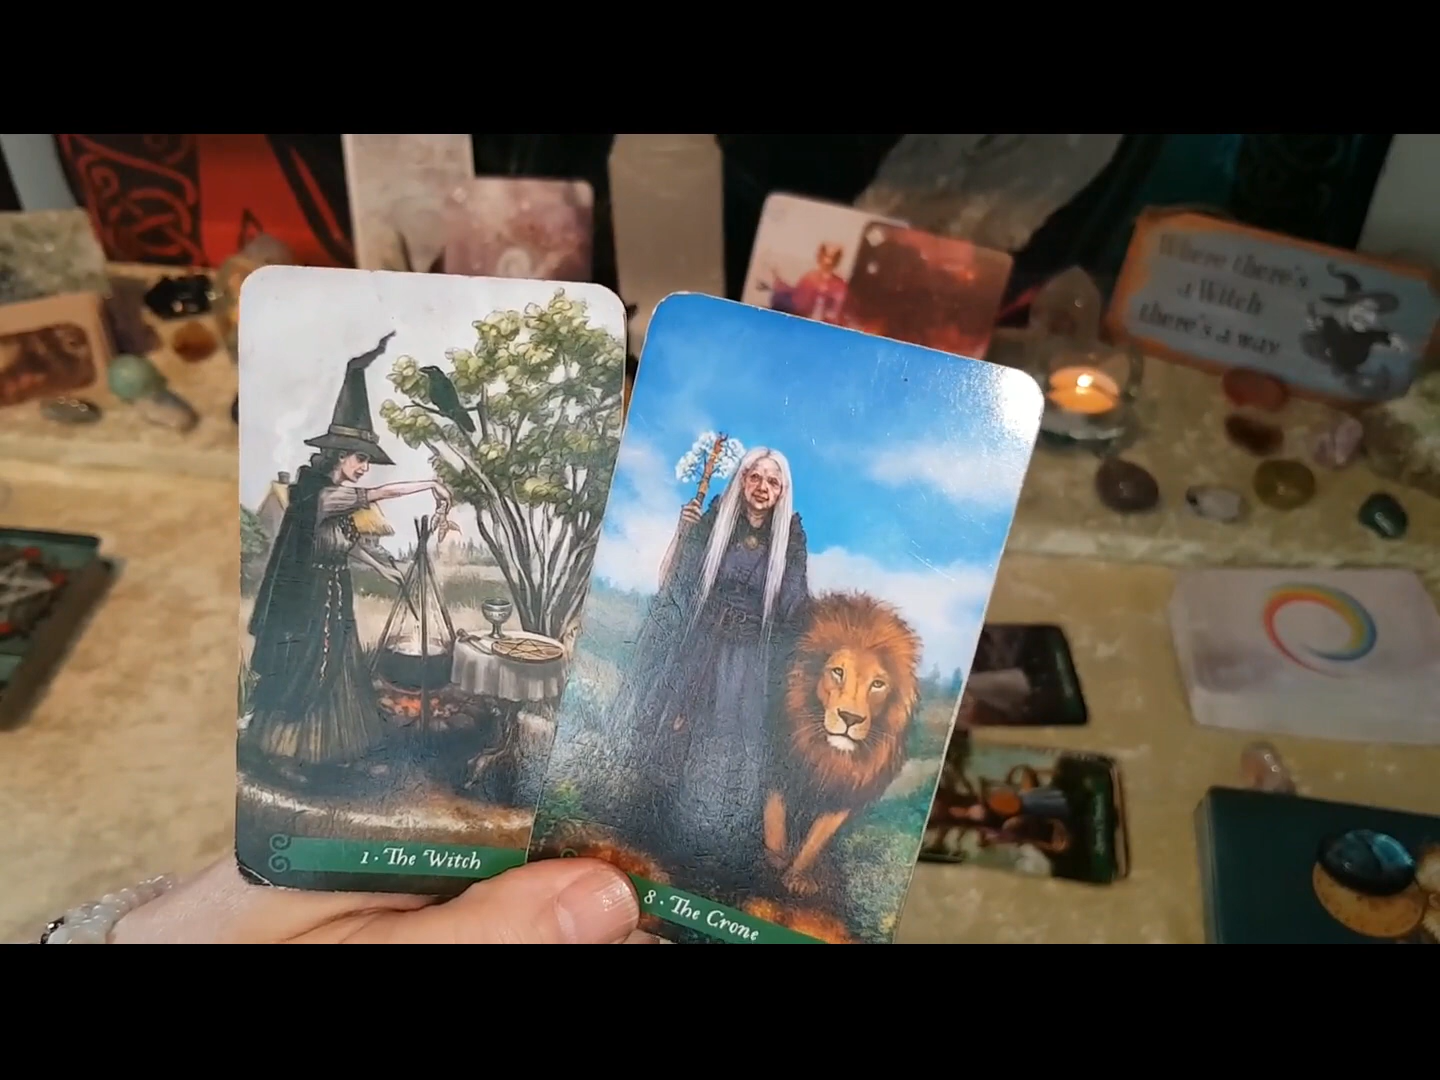 Where there's
a Witch
there's a way
1 · The Witch
8 · The Crone